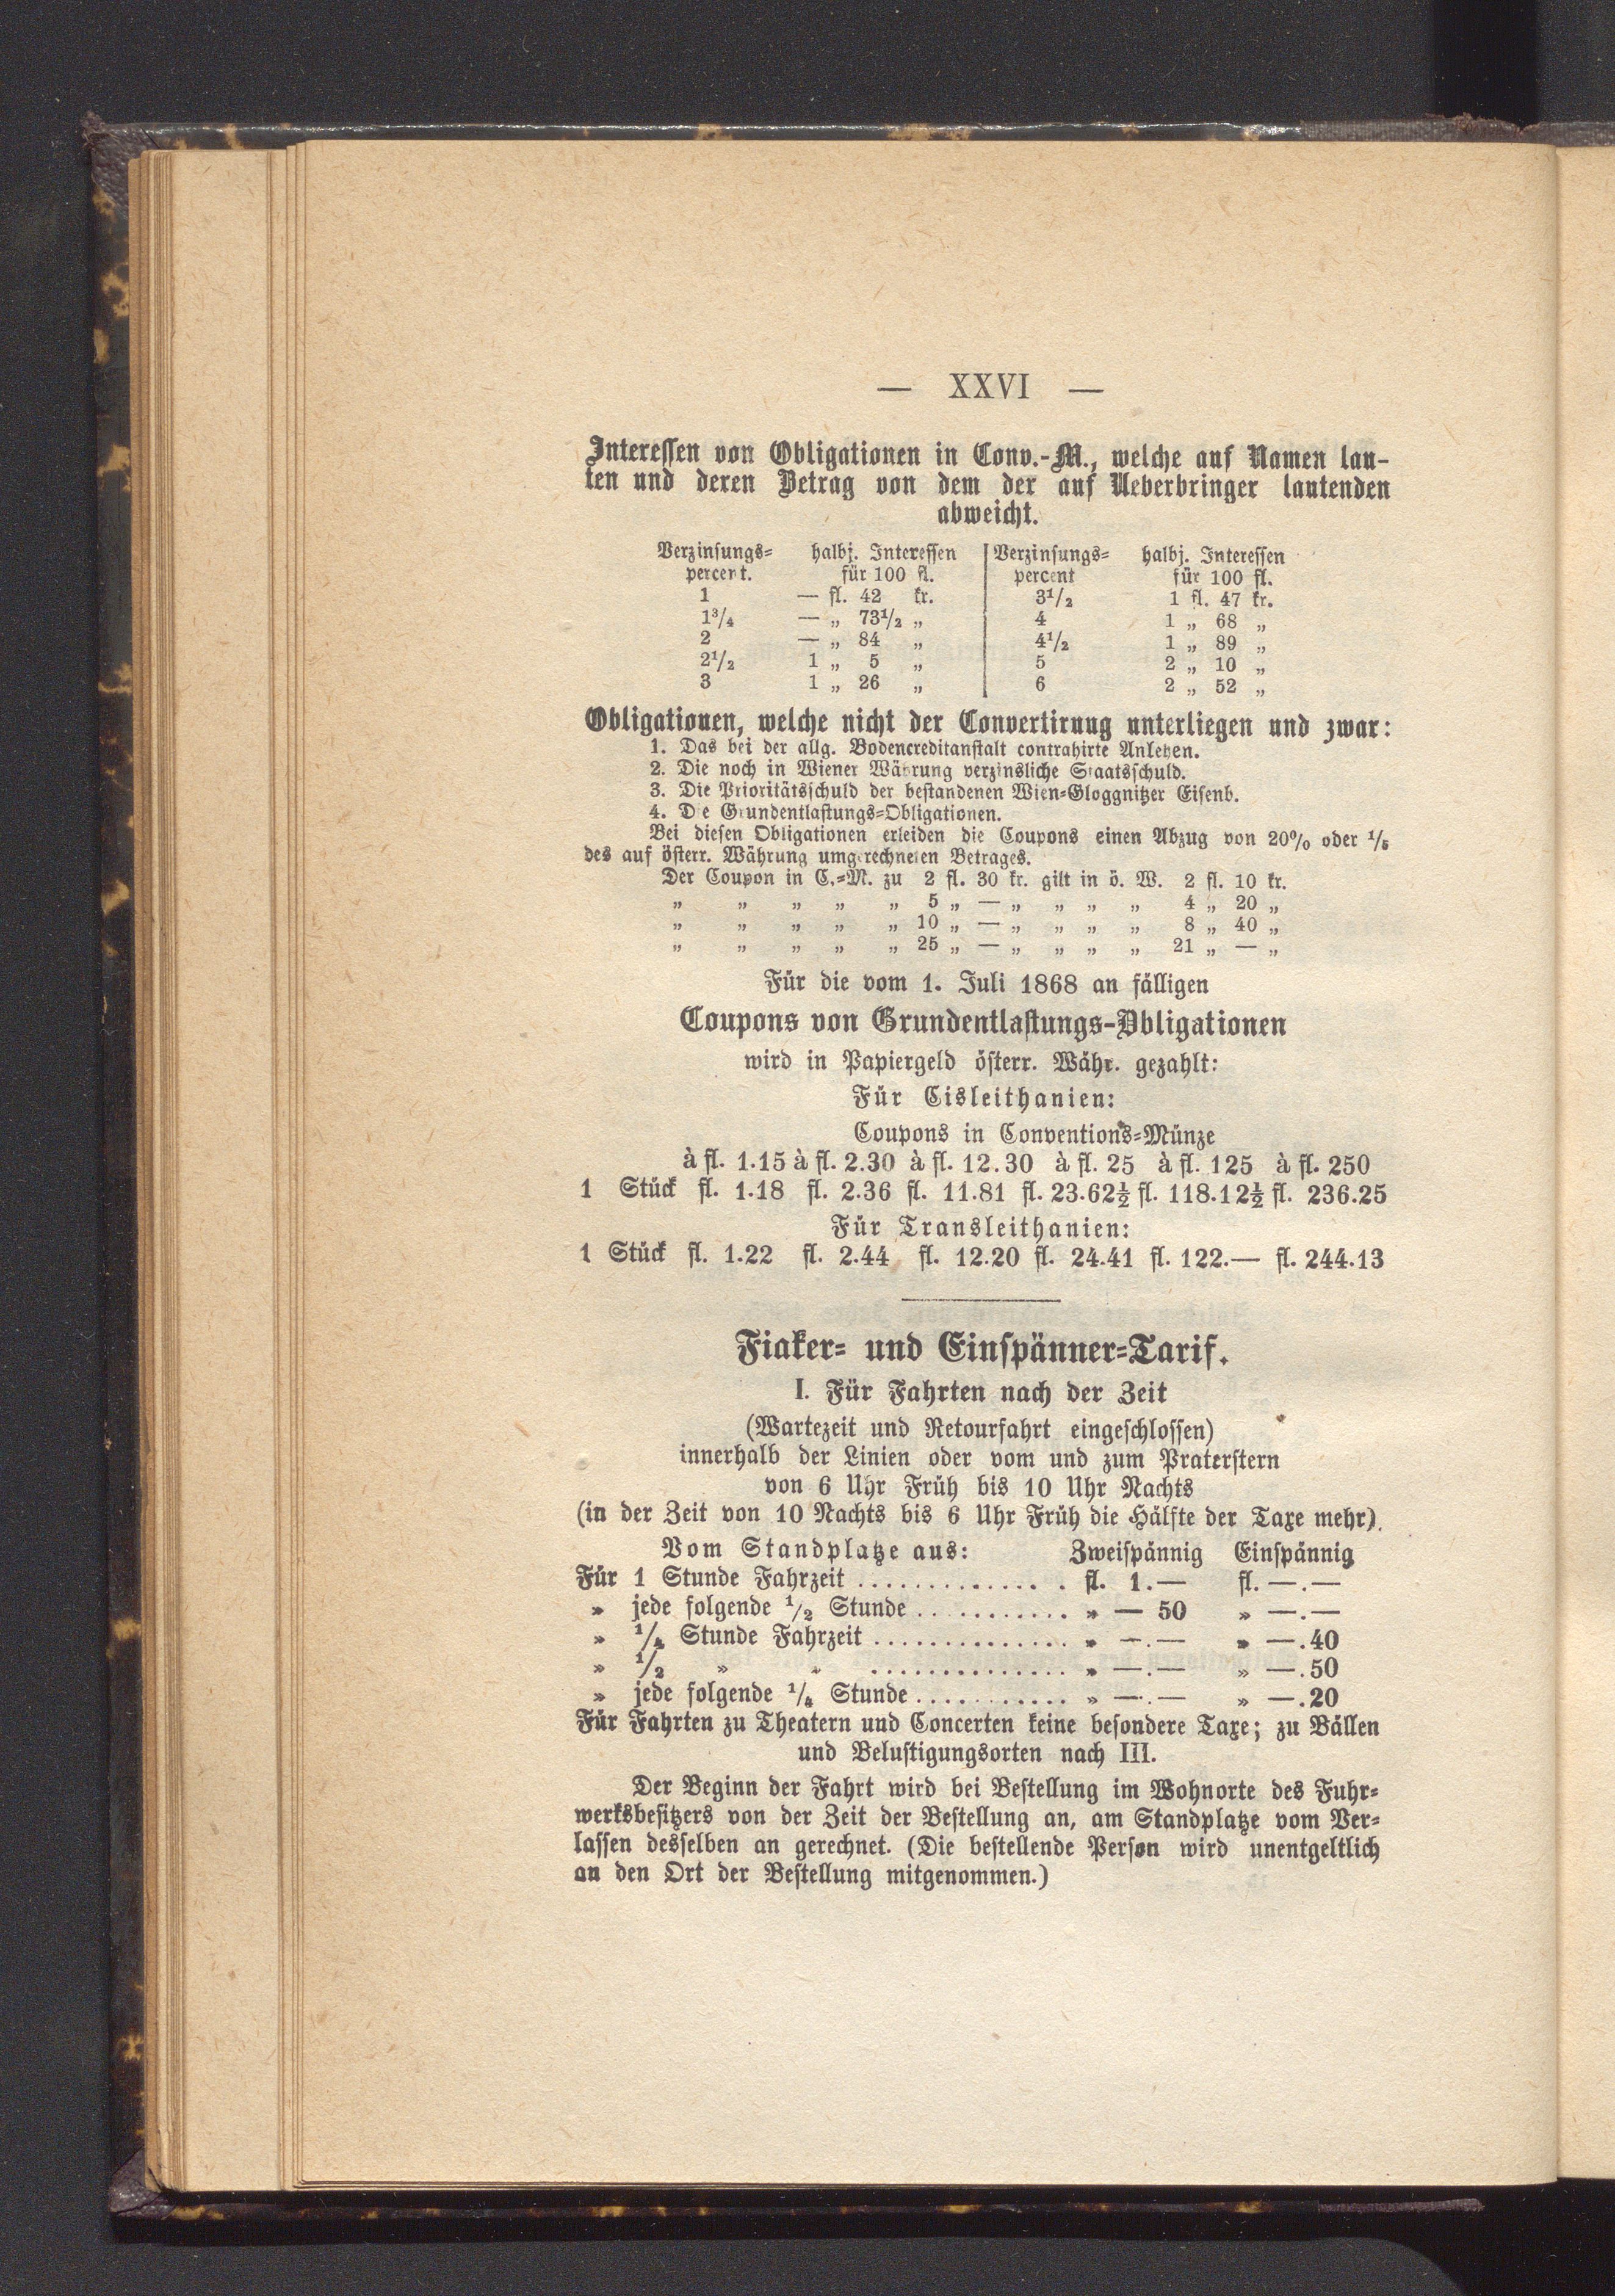 — XXVI —
Interessen von Obligationen in Conv.-M., welche auf Namen lau-
ten und deren Betrag von dem der auf Ueberbringer lautenden
abweicht.
Verzinsungs= halbj. Interessen Verzinsungs= halbj. Interessen
percent. für 100 fl. percent für 100 fl.
1 — fl. 42 kr. 3 1/2 1 fl. 47 kr.
1 3/4 — „ 73 1/2 „ 4 1 „ 68 „
2 — „ 84 „ 4 1/2 1 „ 89 „
2 1/2 1 „ 5 „ 5 2 „ 10 „
3 1 „ 26 „ 6 2 „ 52 „
Obligationen, welche nicht der Convertirung unterliegen und zwar:
1. Das bei der allg. Bodencreditanstalt contrahirte Anlehen.
2. Die noch in Wiener Währung verzinsliche Staatsschuld.
3. Die Prioritätsschuld der bestandenen Wien=Gloggnitzer Eisenb.
4. Die Grundentlastungs=Obligationen.
Bei diesen Obligationen erleiden die Coupons einen Abzug von 20% oder 1/5
des auf österr. Währung umgerechneten Betrages.
Der Coupon in C.=M. zu 2 fl. 30 kr. gilt in ö. W. 2 fl. 10 kr.
„ „ „ „ „ 5 „ — „ „ „ „ 4 „ 20 „
„ „ „ „ „ 10 „ — „ „ „ „ 8 „ 40 „
„ „ „ „ „ 25 „ — „ „ „ „ 21 „ — „
Für die vom 1. Juli 1868 an fälligen
Coupons von Grundentlastungs-Obligationen
wird in Papiergeld österr. Währ. gezahlt:
Für Cisleithanien:
Coupons in Conventions=Münze
à fl. 1.15 à fl. 2.30 à fl. 12.30 à fl. 25 à fl. 125 à fl. 250
1 Stück fl. 1.18 fl. 2.36 fl. 11.81 fl. 23.62½ fl. 118.12½ fl. 236.25
Für Transleithanien:
1 Stück fl. 1.22 fl. 2.44 fl. 12.20 fl. 24.41 fl. 122.— fl. 244.13
Fiaker= und Einspänner=Tarif.
I. Für Fahrten nach der Zeit
(Wartezeit und Retourfahrt eingeschlossen)
innerhalb der Linien oder vom und zum Praterstern
von 6 Uhr Früh bis 10 Uhr Nachts
(in der Zeit von 10 Nachts bis 6 Uhr Früh die Hälfte der Taxe mehr).
Vom Standplatze aus: Zweispännig Einspännig
Für 1 Stunde Fahrzeit .............. fl. 1.— fl. —.—
„ jede folgende 1/2 Stunde ............ „ — 50 „ —.—
„ 1/4 Stunde Fahrzeit ............... „ —.— „ —.40
„ 1/2 „ „ ............... „ —.— „ —.50
„ jede folgende 1/4 Stunde ............ „ —.— „ —.20
Für Fahrten zu Theatern und Concerten keine besondere Taxe; zu Bällen
und Belustigungsorten nach III.
Der Beginn der Fahrt wird bei Bestellung im Wohnorte des Fuhr=
werksbesitzers von der Zeit der Bestellung an, am Standplatze vom Ver=
lassen desselben an gerechnet. (Die bestellende Person wird unentgeltlich
an den Ort der Bestellung mitgenommen.)